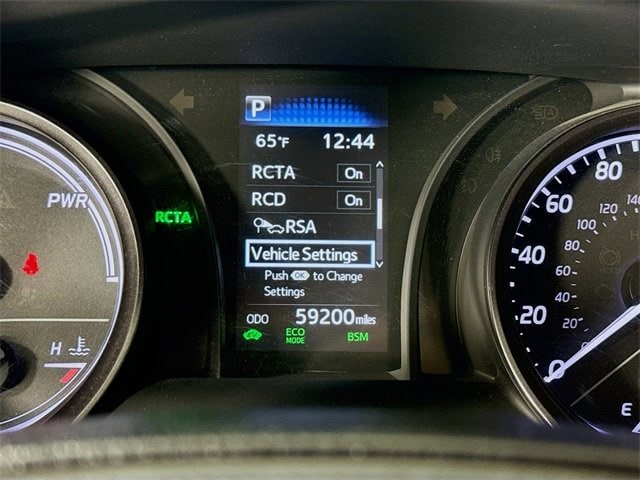 P
65°F 12:44
RCTA On
RCD On
RSA
Vehicle Settings
Push OK to Change
Settings
ODO 59200 miles
ECO
MODE
BSM
PWR
RCTA
H
80
60
40
20
0
140
120
100
80
60
40
20
0
E